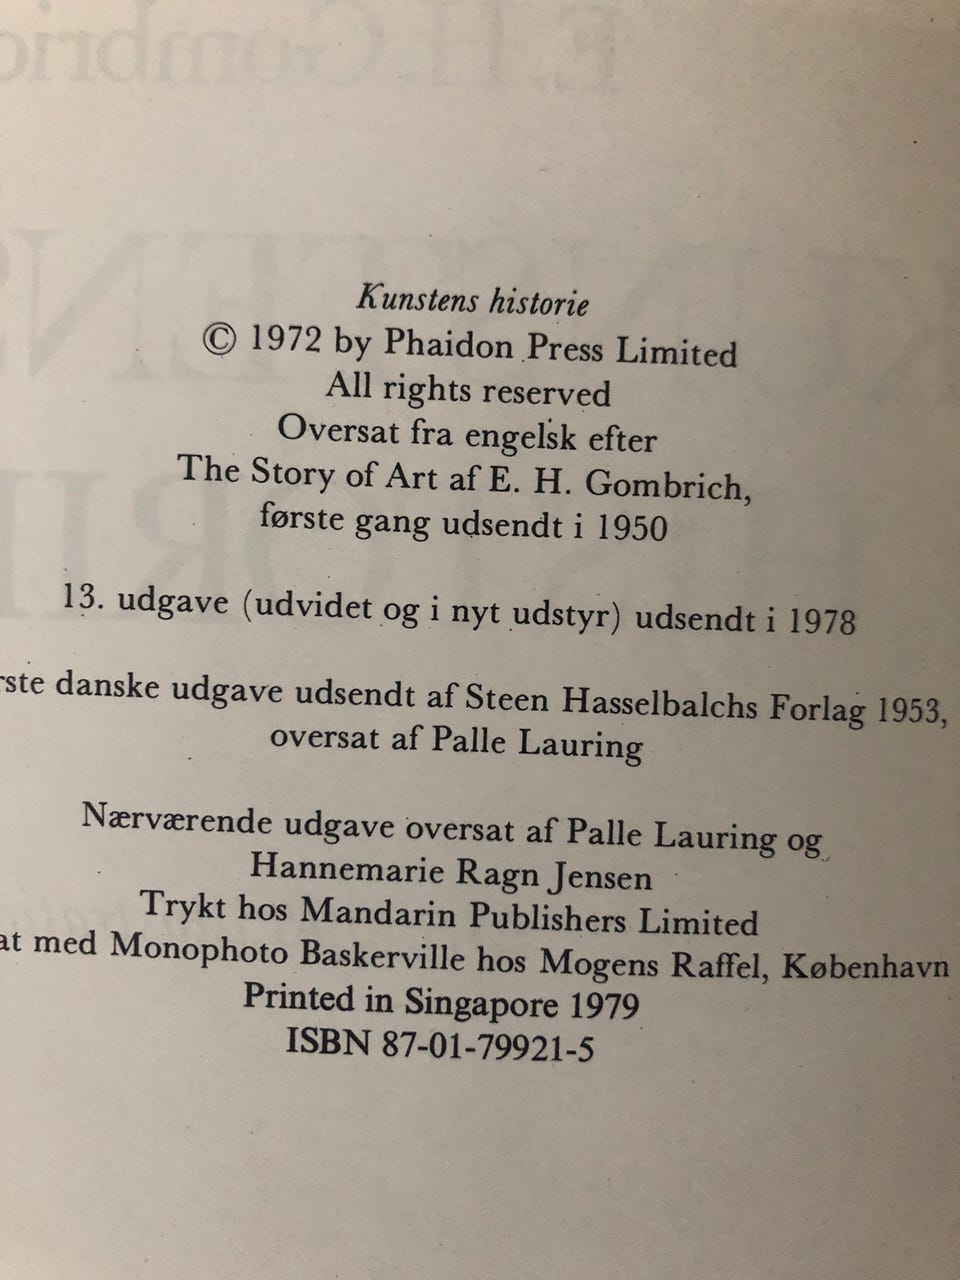 Kunstens historie
© 1972 by Phaidon Press Limited
All rights reserved
Oversat fra engelsk efter
The Story of Art af E. H. Gombrich,
første gang udsendt i 1950
13. udgave (udvidet og i nyt udstyr) udsendt i 1978
rste danske udgave udsendt af Steen Hasselbalchs Forlag 1953,
oversat af Palle Lauring
Nærværende udgave oversat af Palle Lauring og
Hannemarie Ragn Jensen
Trykt hos Mandarin Publishers Limited
at med Monophoto Baskerville hos Mogens Raffel, København
Printed in Singapore 1979
ISBN 87-01-79921-5